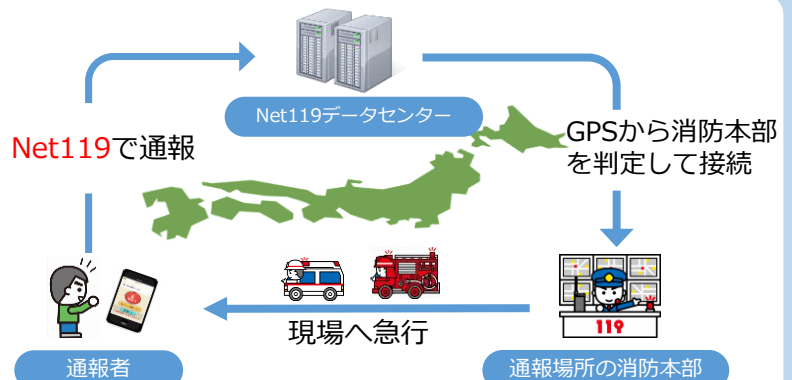 Net119データセンター
Net119で通報
GPSから消防本部
を判定して接続
119
現場へ急行
通報者
通報場所の消防本部